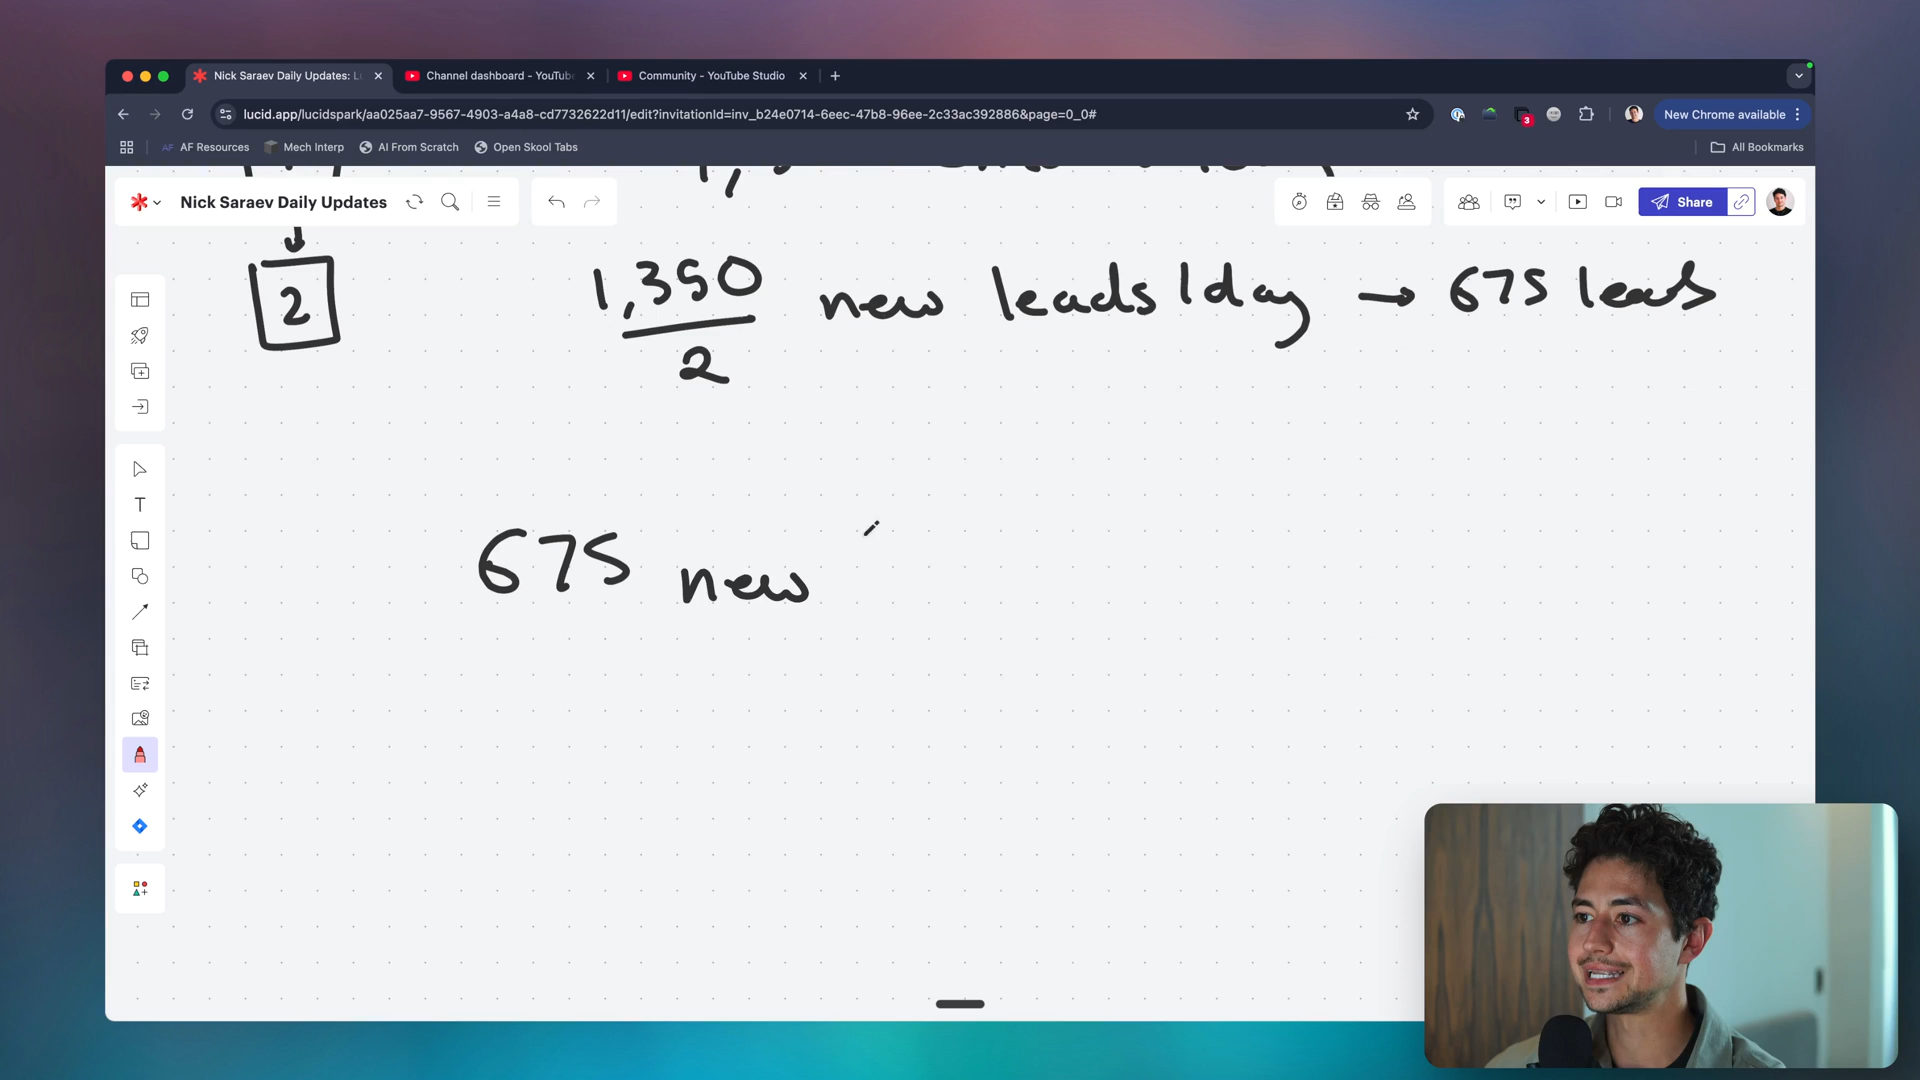 Nick Saraev Daily Updates: L
Channel dashboard - YouTube
Community - YouTube Studio
lucid.app/lucidspark/aa025aa7-9567-4903-a4a8-cd7732622d11/edit?invitationId=inv_b24e0714-6eec-47b8-96ee-2c33ac392886&page=0_0#
3
New Chrome available
AF AF Resources
Mech Interp
AI From Scratch
Open Skool Tabs
All Bookmarks
Nick Saraev Daily Updates
Share
2
1,350 new leads/day → 675 leads
2
675 new
T